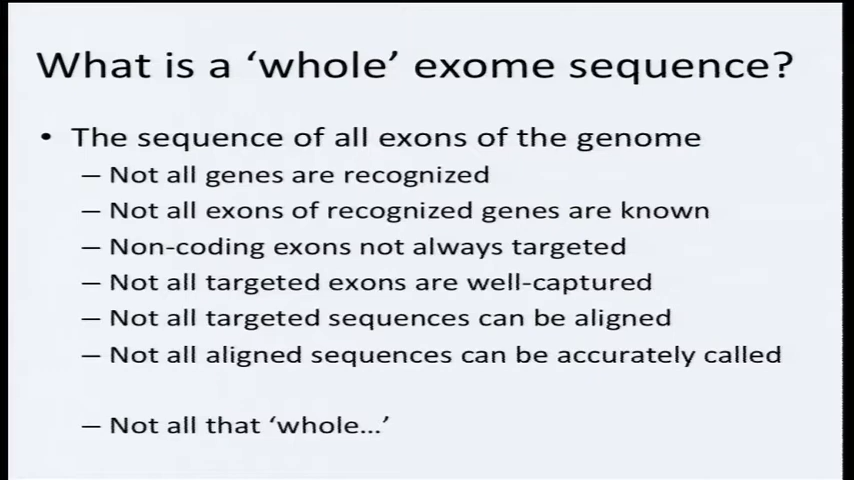 What is a ‘whole’ exome sequence?
• The sequence of all exons of the genome
– Not all genes are recognized
– Not all exons of recognized genes are known
– Non-coding exons not always targeted
– Not all targeted exons are well-captured
– Not all targeted sequences can be aligned
– Not all aligned sequences can be accurately called
– Not all that ‘whole...’